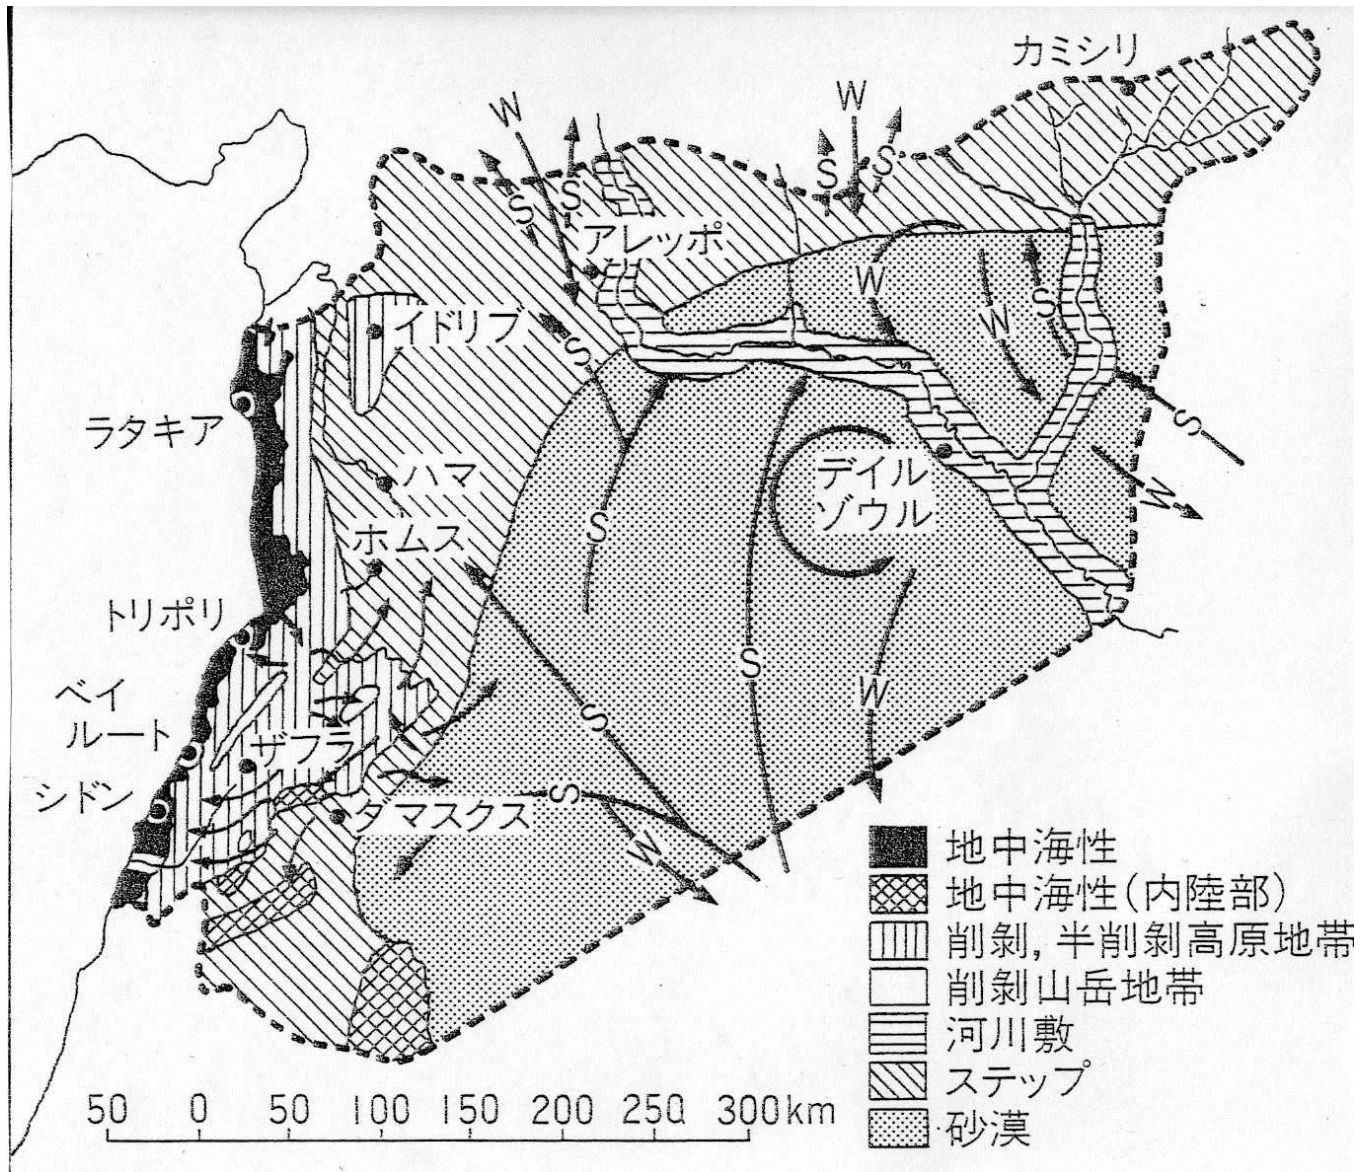 カミシリ
W
W
S
S
S
S
アレッポ
W
W
S
イドリブ
S
ラタキア
S
デイル
ゾウル
W
ハマ
S
ホムス
トリポリ
S
W
ベイ
ルート
S
ザフラ
シドン
S
ダマスクス
W
地中海性
地中海性(内陸部)
削剝, 半削剝高原地帯
削剝山岳地帯
河川敷
ステップ
砂漠
50 0 50 100 150 200 250 300km